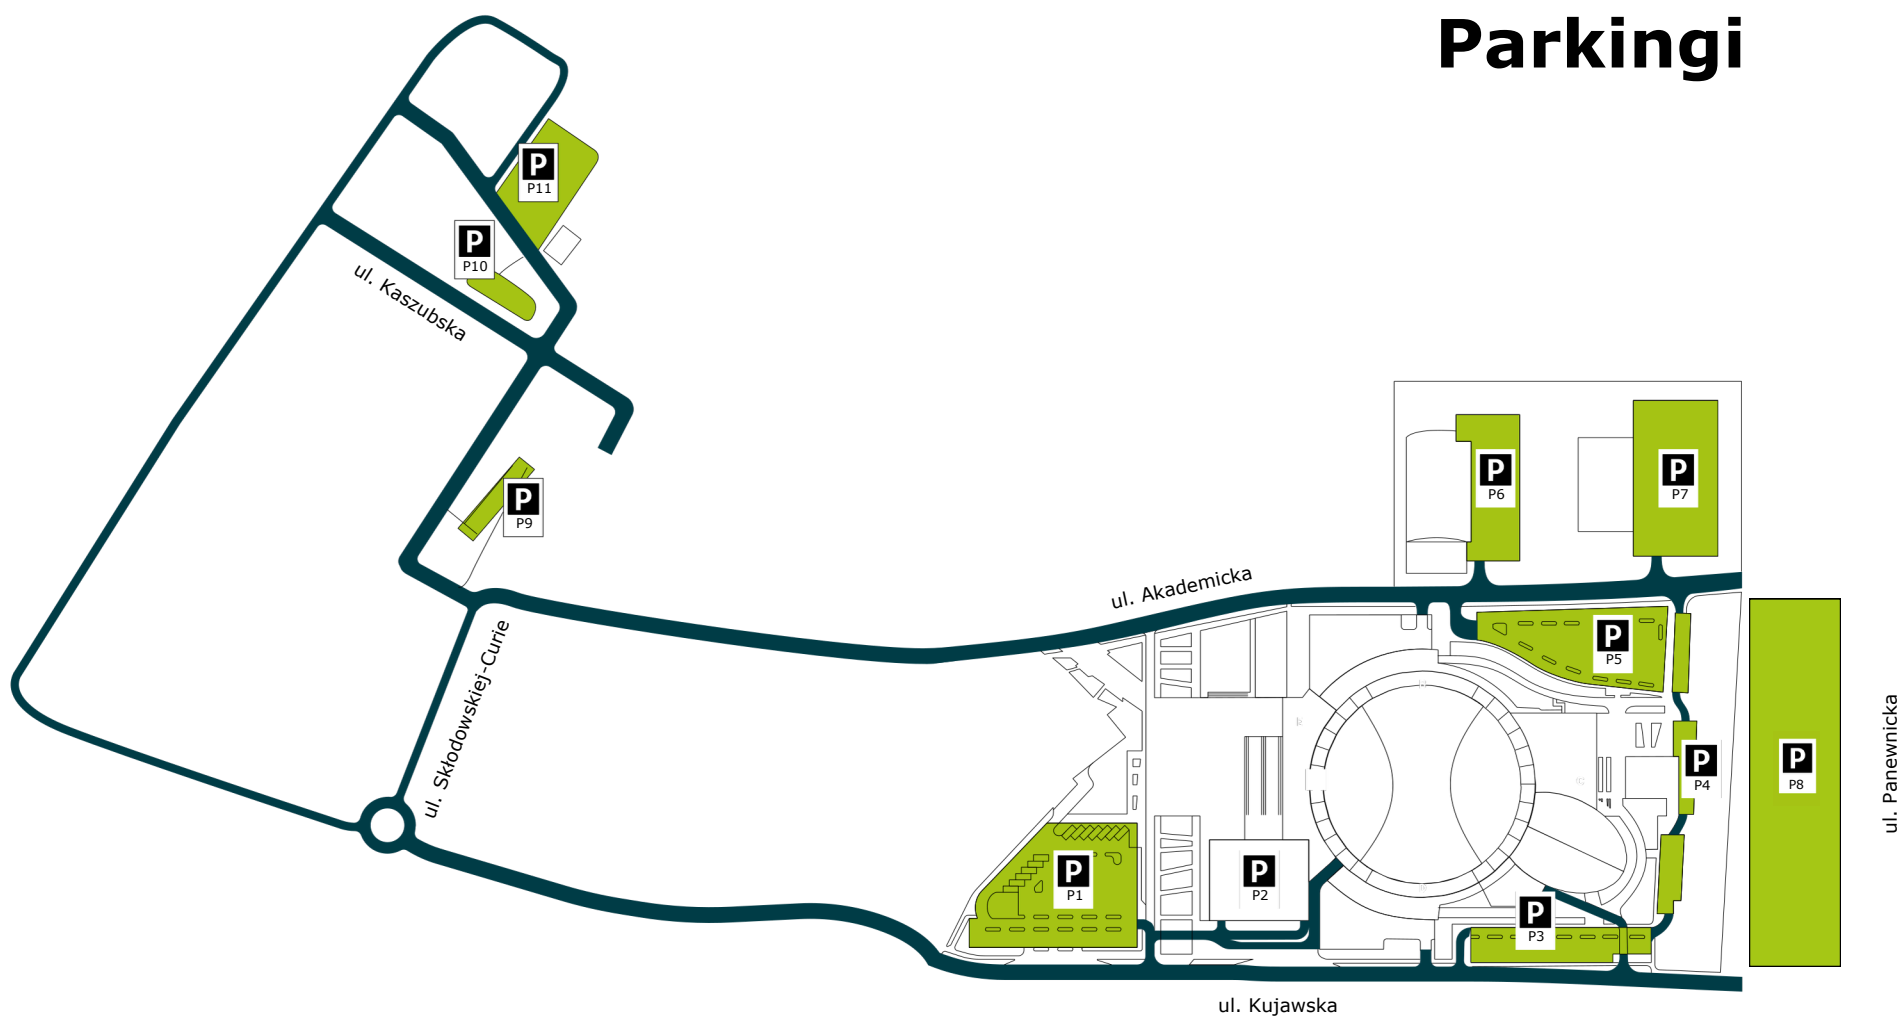 Parkingi
P
P11
P
P10
ul. Kaszubska
P
P9
ul. Skłodowskiej-Curie
ul. Akademicka
P
P6
P
P7
P
P5
P
P4
P
P8
ul. Panewnicka
P
P1
P
P2
P
P3
ul. Kujawska